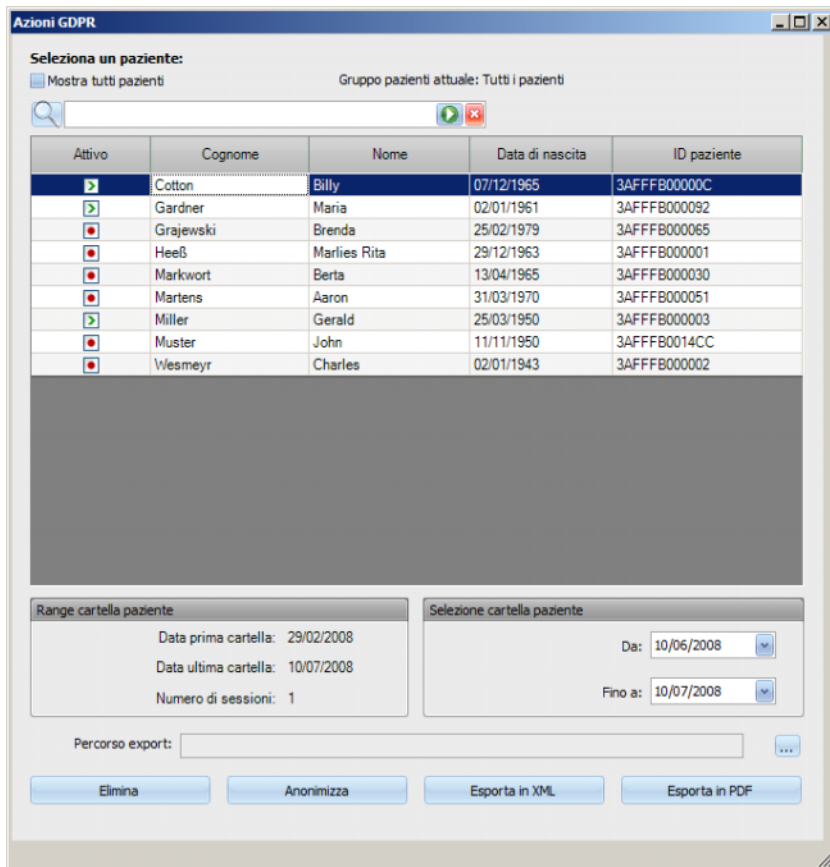 Azioni GDPR
Seleziona un paziente:
Mostra tutti pazienti Gruppo pazienti attuale: Tutti i pazienti
Attivo Cognome Nome Data di nascita ID paziente
Cotton Billy 07/12/1965 3AFFFB00000C
Gardner Maria 02/01/1961 3AFFFB000092
Grajewski Brenda 25/02/1979 3AFFFB000065
Heeß Marlies Rita 29/12/1963 3AFFFB000001
Markwort Berta 13/04/1965 3AFFFB000030
Martens Aaron 31/03/1970 3AFFFB000051
Miller Gerald 25/03/1950 3AFFFB000003
Muster John 11/11/1950 3AFFFB0014CC
Wesmeyr Charles 02/01/1943 3AFFFB000002
Range cartella paziente Selezione cartella paziente
Data prima cartella: 29/02/2008
Da: 10/06/2008
Data ultima cartella: 10/07/2008
Numero di sessioni: 1
Fino a: 10/07/2008
Percorso export: ...
Elimina Anonimizza Esporta in XML Esporta in PDF